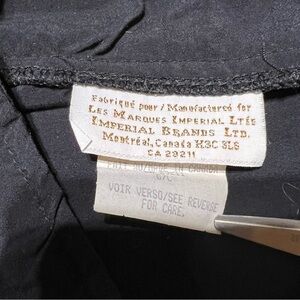 Fabriqué pour/Manufactured for
Les Marques Imperial Ltée
Imperial Brands Ltd.
Montréal, Canada H3C 3L6
CA 29211
VOIR VERSO/SEE REVERSE
FOR CARE.